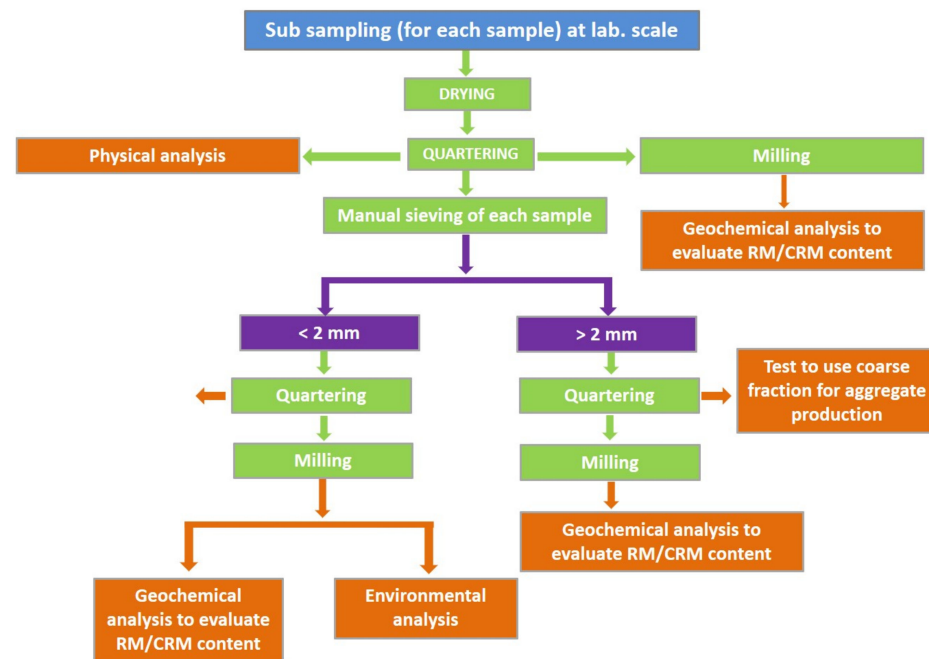 Sub sampling (for each sample) at lab. scale
DRYING
Physical analysis
QUARTERING
Milling
Manual sieving of each sample
Geochemical analysis to
evaluate RM/CRM content
< 2 mm
> 2 mm
Quartering
Quartering
Test to use coarse
fraction for aggregate
production
Milling
Milling
Geochemical analysis to
evaluate RM/CRM content
Geochemical
analysis to evaluate
RM/CRM content
Environmental
analysis